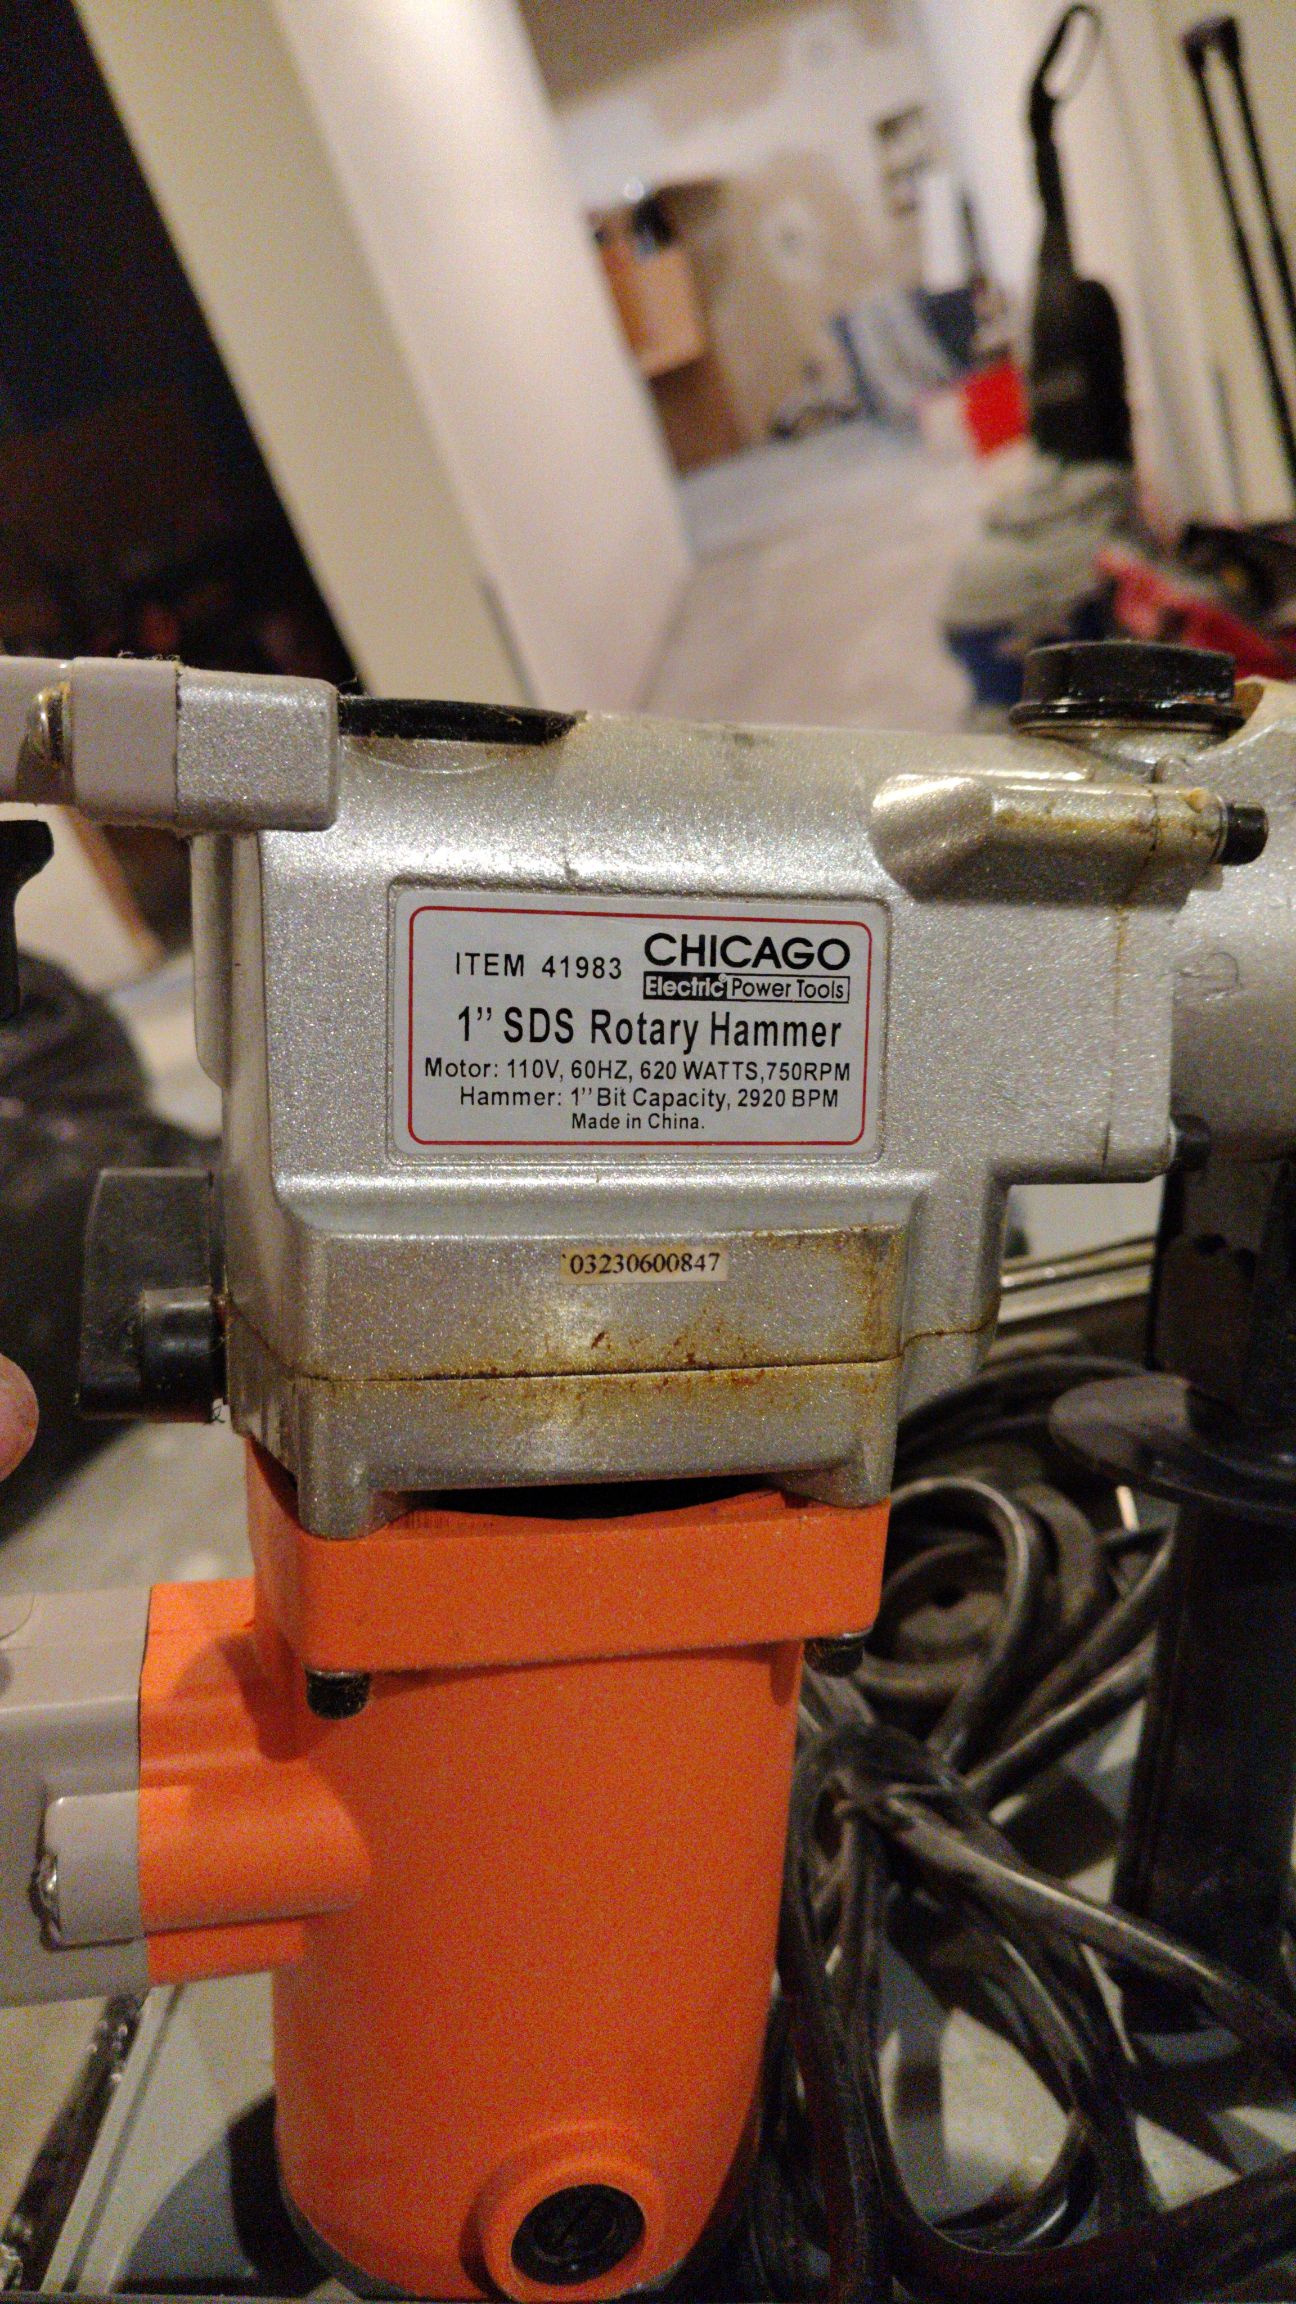 ITEM 41983 CHICAGO
Electric Power Tools
1" SDS Rotary Hammer
Motor: 110V, 60HZ, 620 WATTS,750RPM
Hammer: 1" Bit Capacity, 2920 BPM
Made in China.
03230600847